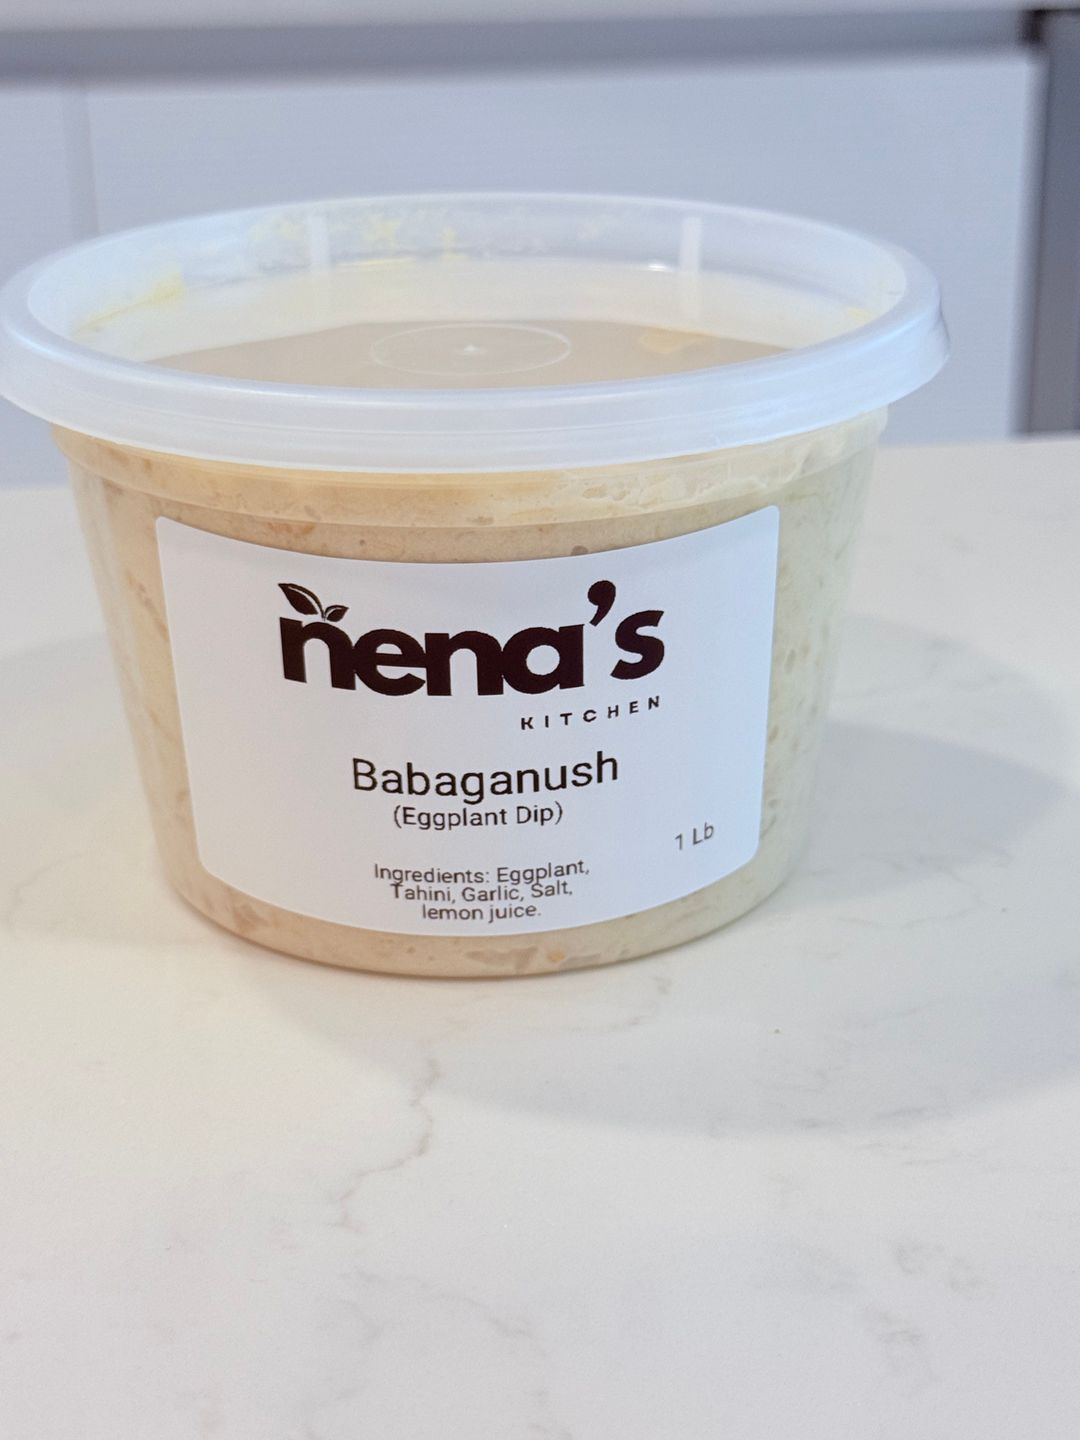 nena's
KITCHEN
Babaganush
(Eggplant Dip)
1 Lb
Ingredients: Eggplant,
Tahini, Garlic, Salt,
lemon juice.